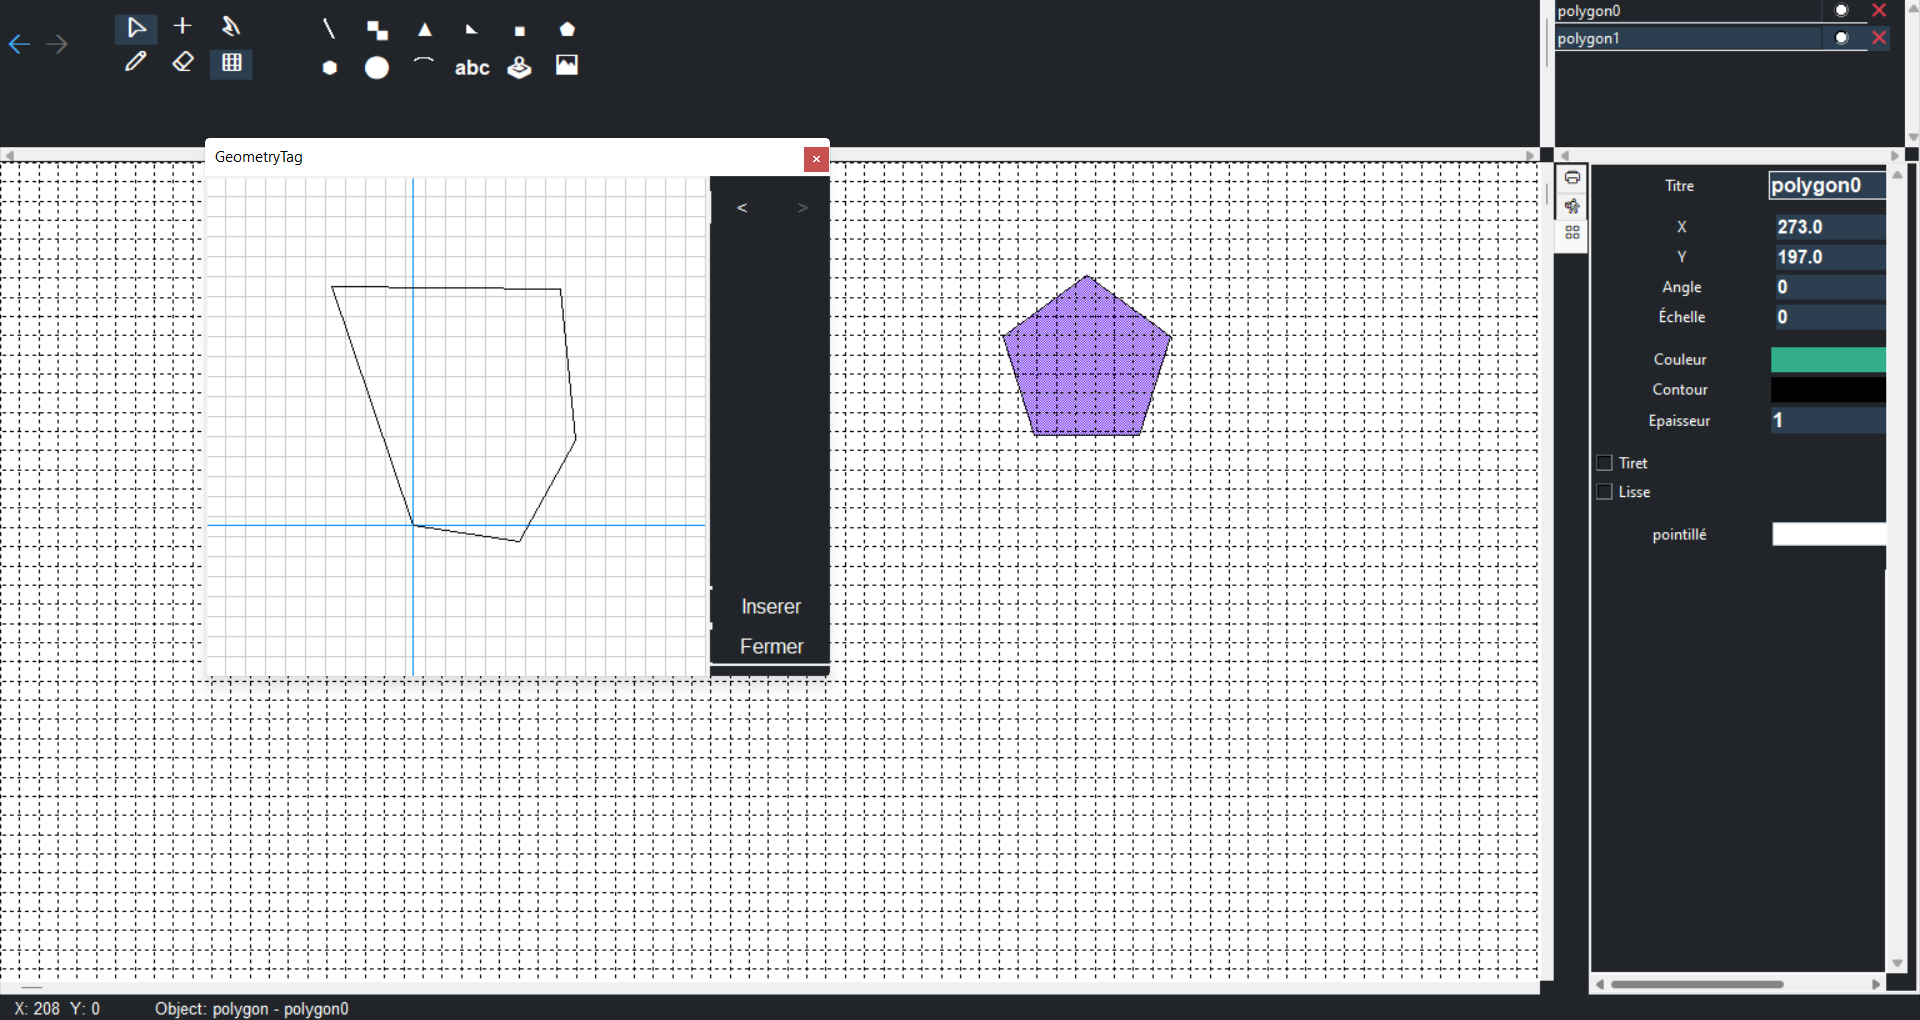 abc
polygon0
polygon1
GeometryTag
< >
Inserer
Fermer
Titre polygon0
X 273.0
Y 197.0
Angle 0
Échelle 0
Couleur
Contour
Epaisseur 1
Tiret
Lisse
pointillé
X: 208 Y: 0 Object: polygon - polygon0